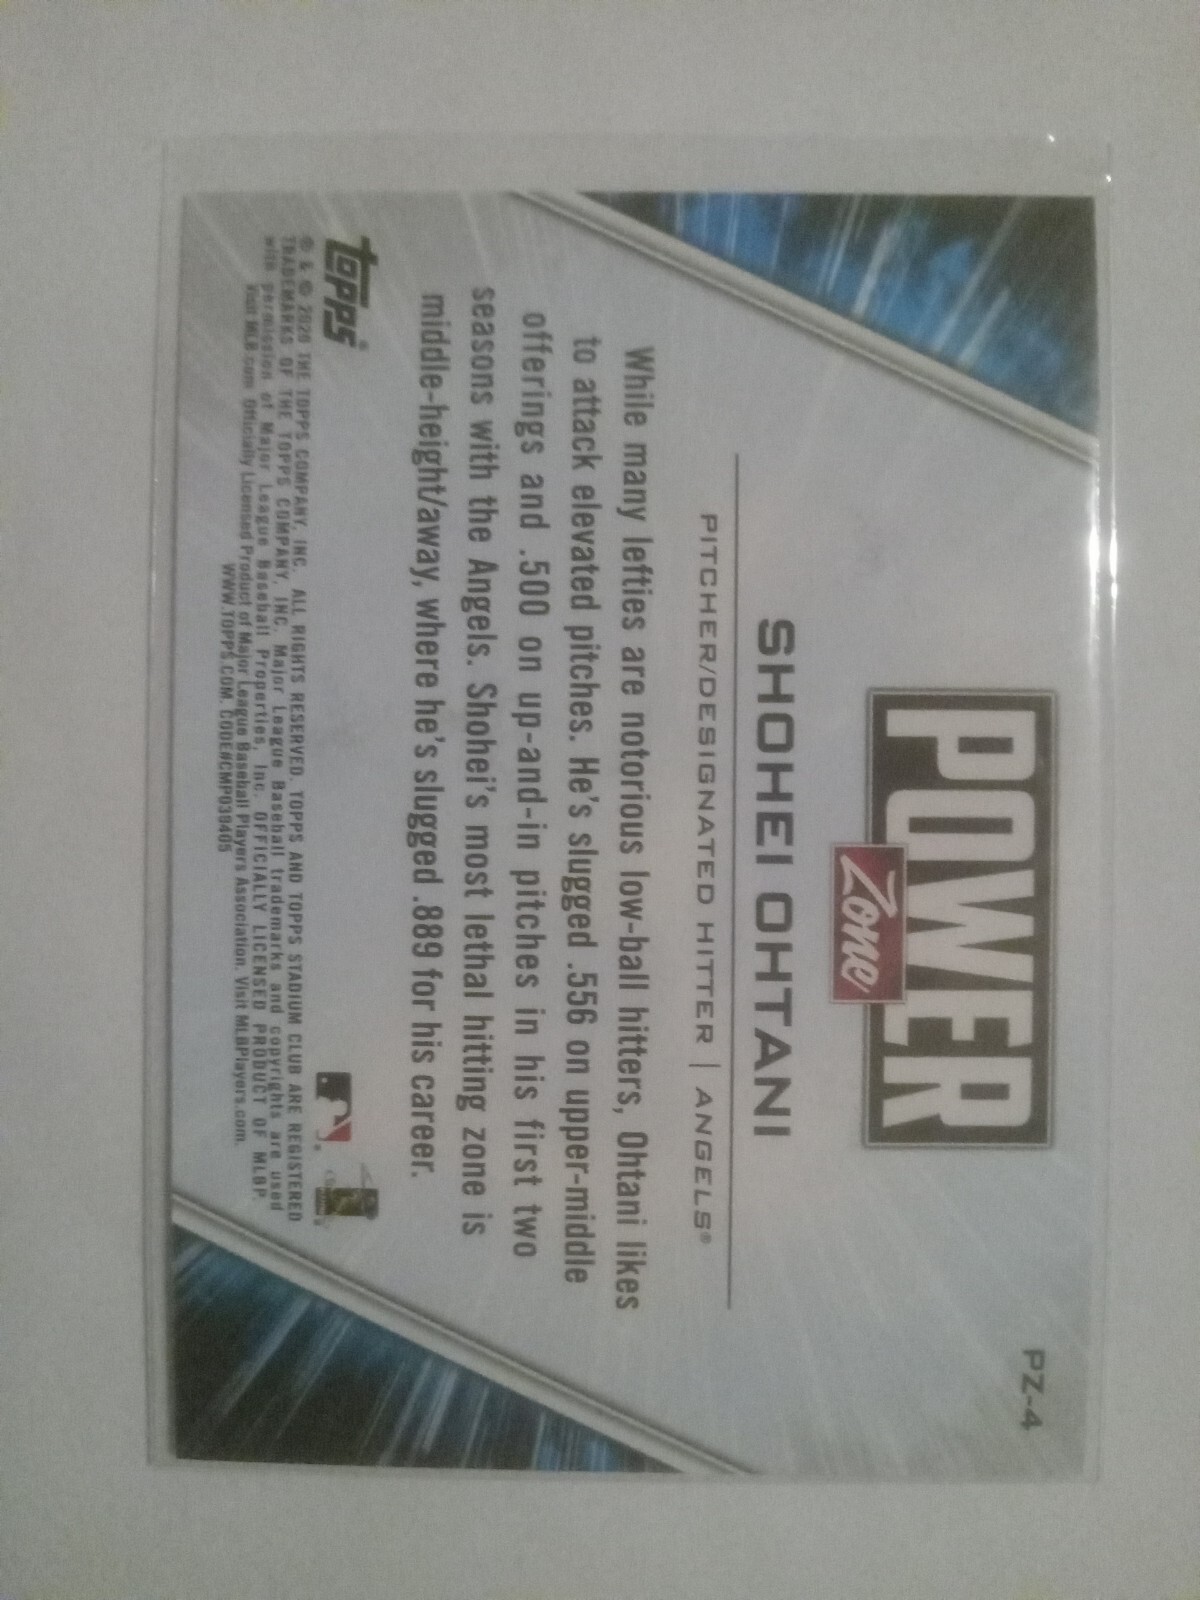 PZ-4
POWER
Zone
SHOHEI OHTANI
PITCHER/DESIGNATED HITTER | ANGELS®
While many lefties are notorious low-ball hitters, Ohtani likes
to attack elevated pitches. He's slugged .556 on upper-middle
offerings and .500 on up-and-in pitches in his first two
seasons with the Angels. Shohei's most lethal hitting zone is
middle-height/away, where he's slugged .889 for his career.
topps®
® & © 2020 THE TOPPS COMPANY, INC. ALL RIGHTS RESERVED. TOPPS AND TOPPS STADIUM CLUB ARE REGISTERED
TRADEMARKS OF THE TOPPS COMPANY, INC. Major League Baseball trademarks and copyrights are used
with permission of Major League Baseball Properties, Inc. OFFICIALLY LICENSED PRODUCT OF MLBP.
Visit MLB.com Officially Licensed Product of Major League Baseball Players Association. Visit MLBPlayers.com.
WWW.TOPPS.COM. CODE#CMP039405